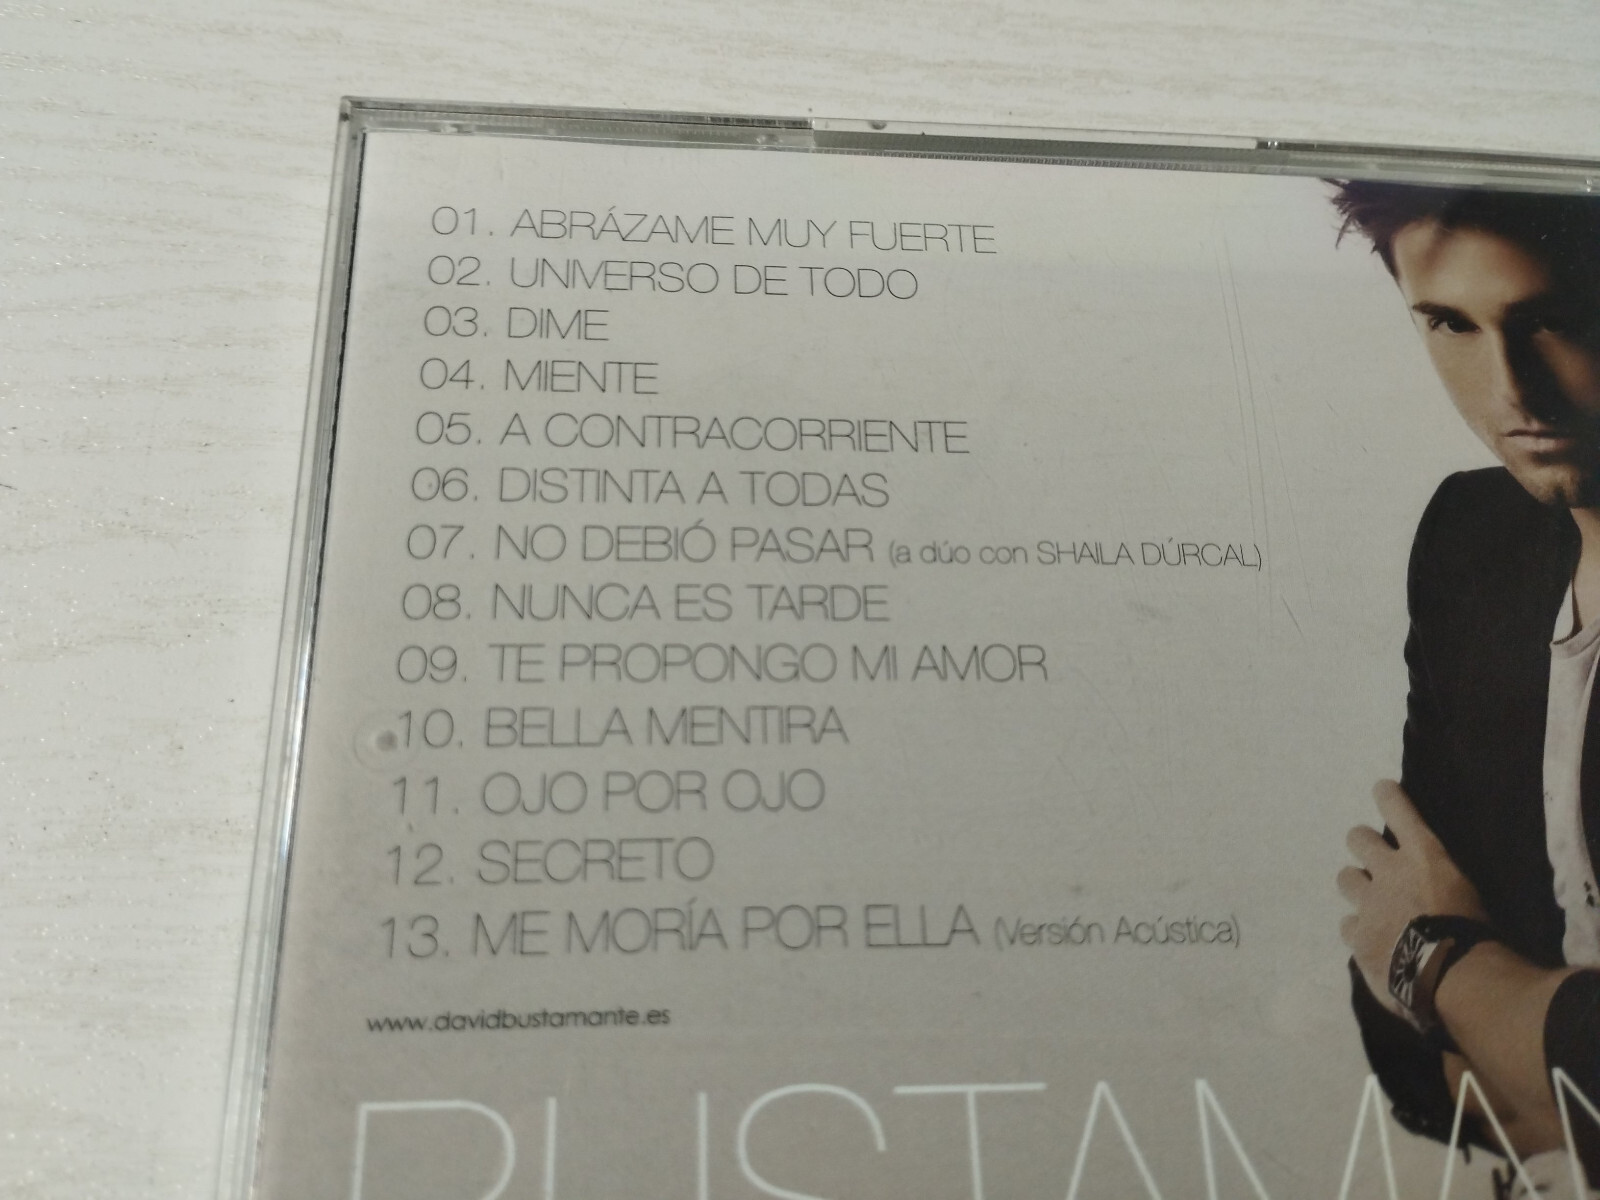 01. ABRÁZAME MUY FUERTE
02. UNIVERSO DE TODO
03. DIME
04. MIENTE
05. A CONTRACORRIENTE
06. DISTINTA A TODAS
07. NO DEBIÓ PASAR (a dúo con SHAILA DÚRCAL)
08. NUNCA ES TARDE
09. TE PROPONGO MI AMOR
10. BELLA MENTIRA
11. OJO POR OJO
12. SECRETO
13. ME MORÍA POR ELLA (Versión Acústica)
www.davidbustamante.es
BUSTAMAN